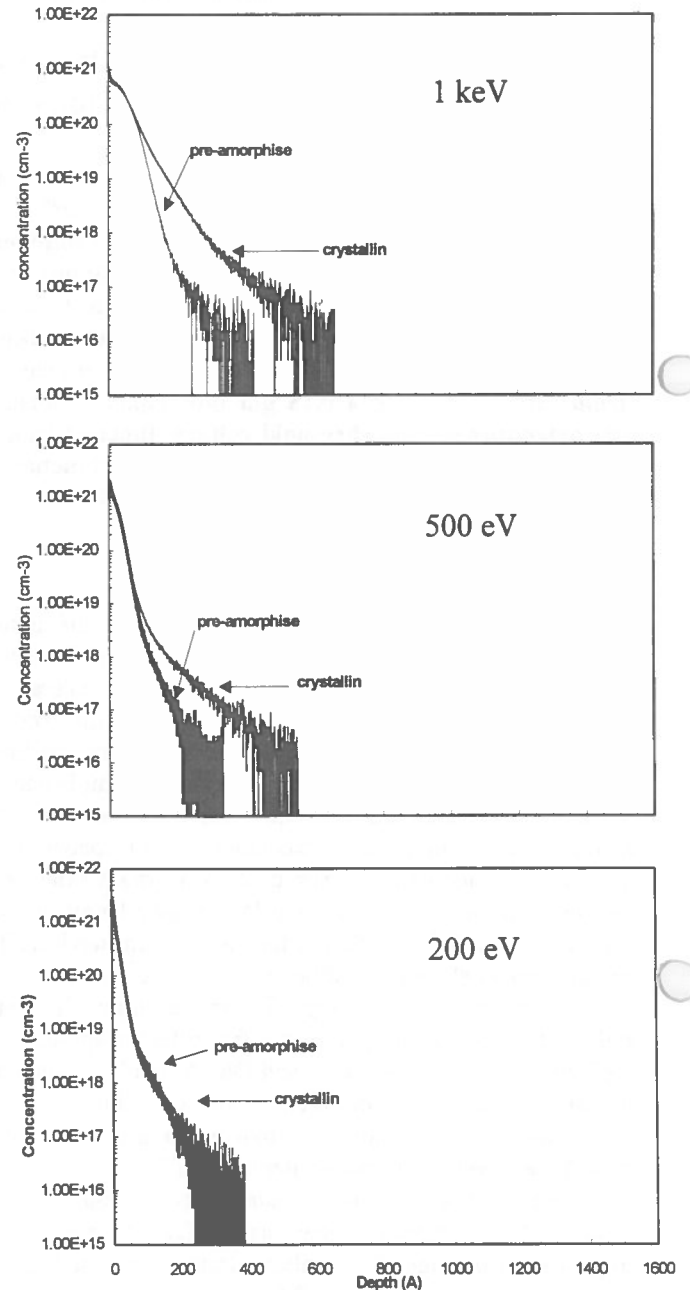 1.00E+22
1.00E+21
1.00E+20
1.00E+19
1.00E+18
1.00E+17
1.00E+16
1.00E+15
concentration (cm-3)
1 keV
pre-amorphise
crystallin
1.00E+22
1.00E+21
1.00E+20
1.00E+19
1.00E+18
1.00E+17
1.00E+16
1.00E+15
Concentration (cm-3)
500 eV
pre-amorphise
crystallin
1.00E+22
1.00E+21
1.00E+20
1.00E+19
1.00E+18
1.00E+17
1.00E+16
1.00E+15
Concentration (cm-3)
200 eV
pre-amorphise
crystallin
0 200 400 600 800 1000 1200 1400 1600
Depth (A)